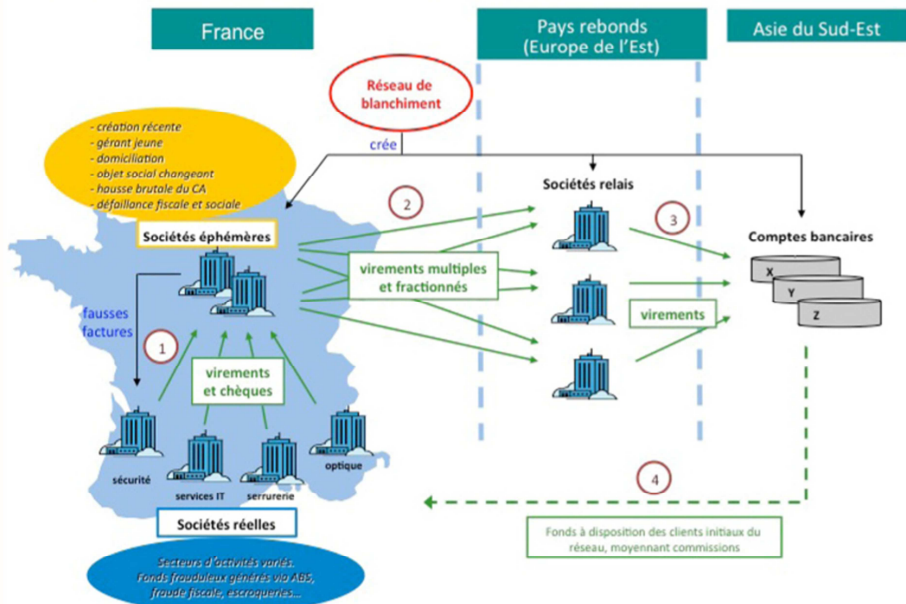 France
Pays rebonds
(Europe de l'Est)
Asie du Sud-Est
Réseau de
blanchiment
crée
- création récente
- gérant jeune
- domiciliation
- objet social changeant
- hausse brutale du CA
- défaillance fiscale et sociale
Sociétés éphémères
2
Sociétés relais
3
Comptes bancaires
virements multiples
et fractionnés
X
Y
Z
virements
fausses
factures
1
virements
et chèques
sécurité
services IT
serrurerie
optique
4
Sociétés réelles
Fonds à disposition des clients initiaux du
réseau, moyennant commissions
Secteurs d'activités variés.
Fonds frauduleux générés via ABS,
fraude fiscale, escroqueries...